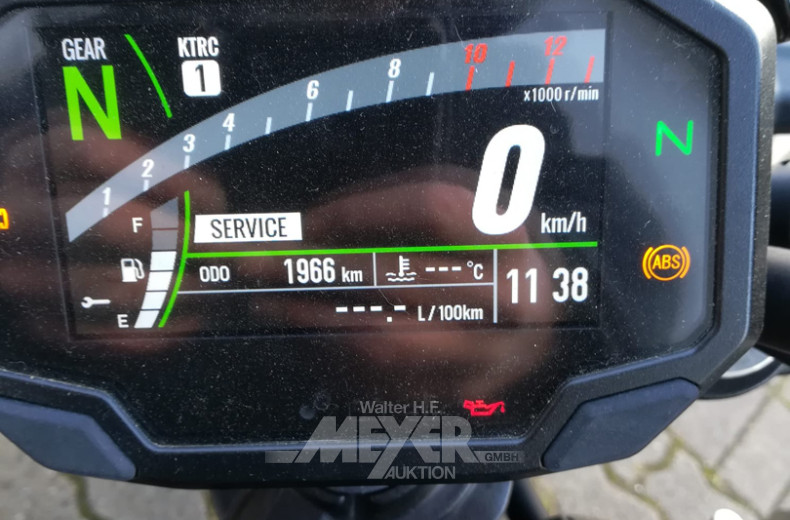 GEAR
KTRC
N
1
1 2 3 4 6 8 10 12
x1000 r/min
N
0 km/h
F
SERVICE
ABS
ODO 1966 km
---°C
11 38
E
---.- L/100km
Walter H.F.
MEYER
GMBH
AUKTION